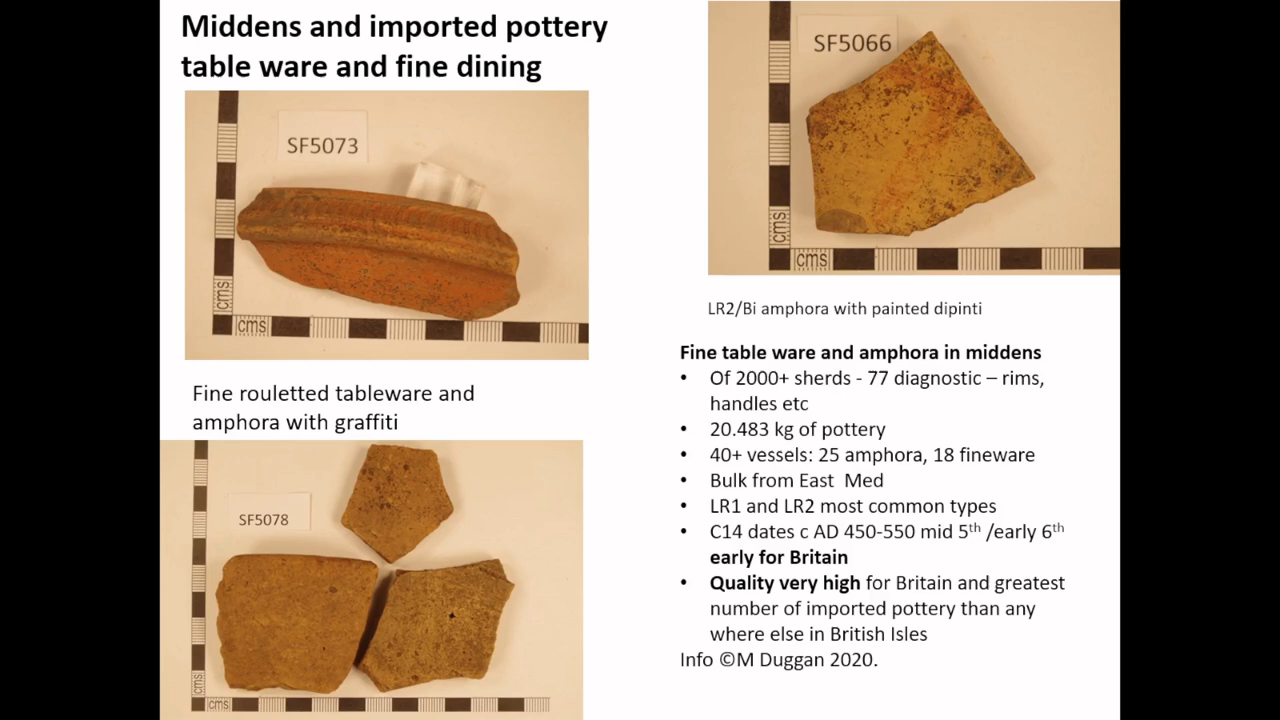 Middens and imported pottery
table ware and fine dining
SF5073
cms
cms
Fine rouletted tableware and
amphora with graffiti
SF5078
cms
cms
SF5066
cms
cms
LR2/Bi amphora with painted dipinti
Fine table ware and amphora in middens
• Of 2000+ sherds - 77 diagnostic – rims,
handles etc
• 20.483 kg of pottery
• 40+ vessels: 25 amphora, 18 fineware
• Bulk from East Med
• LR1 and LR2 most common types
• C14 dates c AD 450-550 mid 5th /early 6th
early for Britain
• Quality very high for Britain and greatest
number of imported pottery than any
where else in British Isles
Info ©M Duggan 2020.